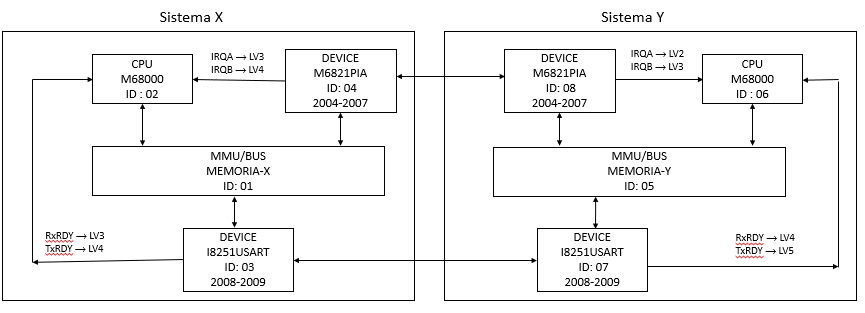 Sistema X
CPU
M68000
ID : 02
IRQA → LV3
IRQB → LV4
DEVICE
M6821PIA
ID: 04
2004-2007
MMU/BUS
MEMORIA-X
ID: 01
RxRDY → LV3
TxRDY → LV4
DEVICE
I8251USART
ID: 03
2008-2009
Sistema Y
DEVICE
M6821PIA
ID: 08
2004-2007
IRQA → LV2
IRQB → LV3
CPU
M68000
ID: 06
MMU/BUS
MEMORIA-Y
ID: 05
DEVICE
I8251USART
ID: 07
2008-2009
RxRDY → LV4
TxRDY → LV5